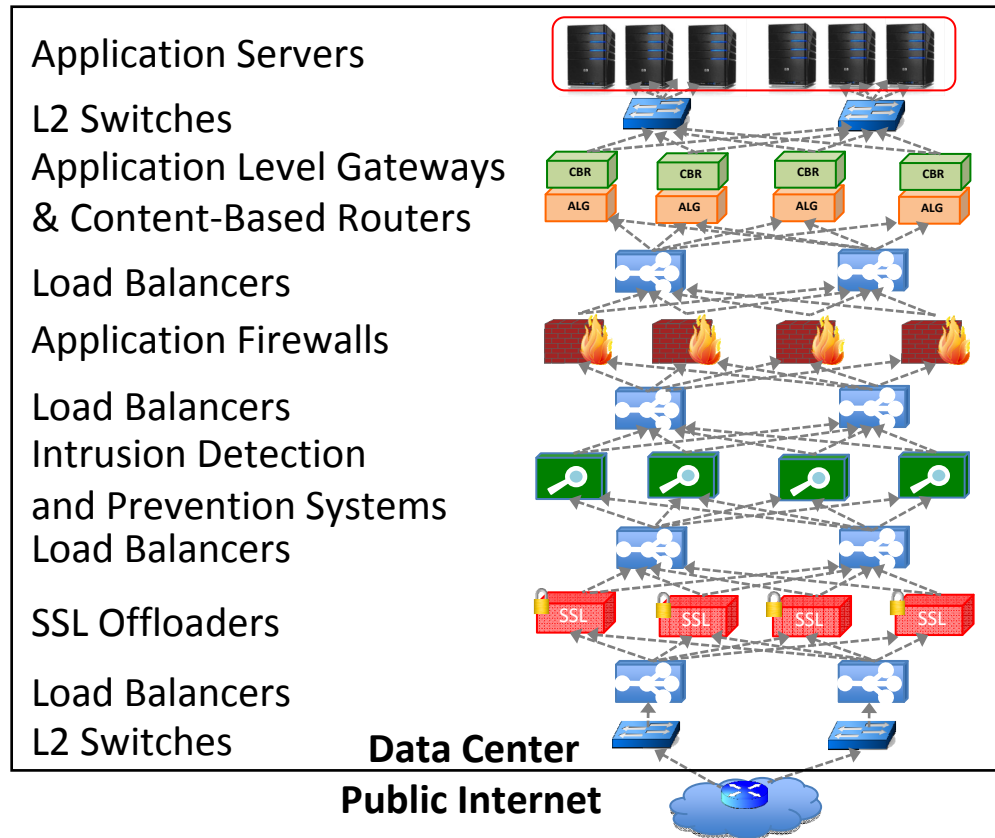 Application Servers
L2 Switches
Application Level Gateways
& Content-Based Routers
CBR
CBR
CBR
CBR
ALG
ALG
ALG
ALG
Load Balancers
Application Firewalls
Load Balancers
Intrusion Detection
and Prevention Systems
Load Balancers
SSL Offloaders
SSL
SSL
SSL
SSL
Load Balancers
L2 Switches
Data Center
Public Internet